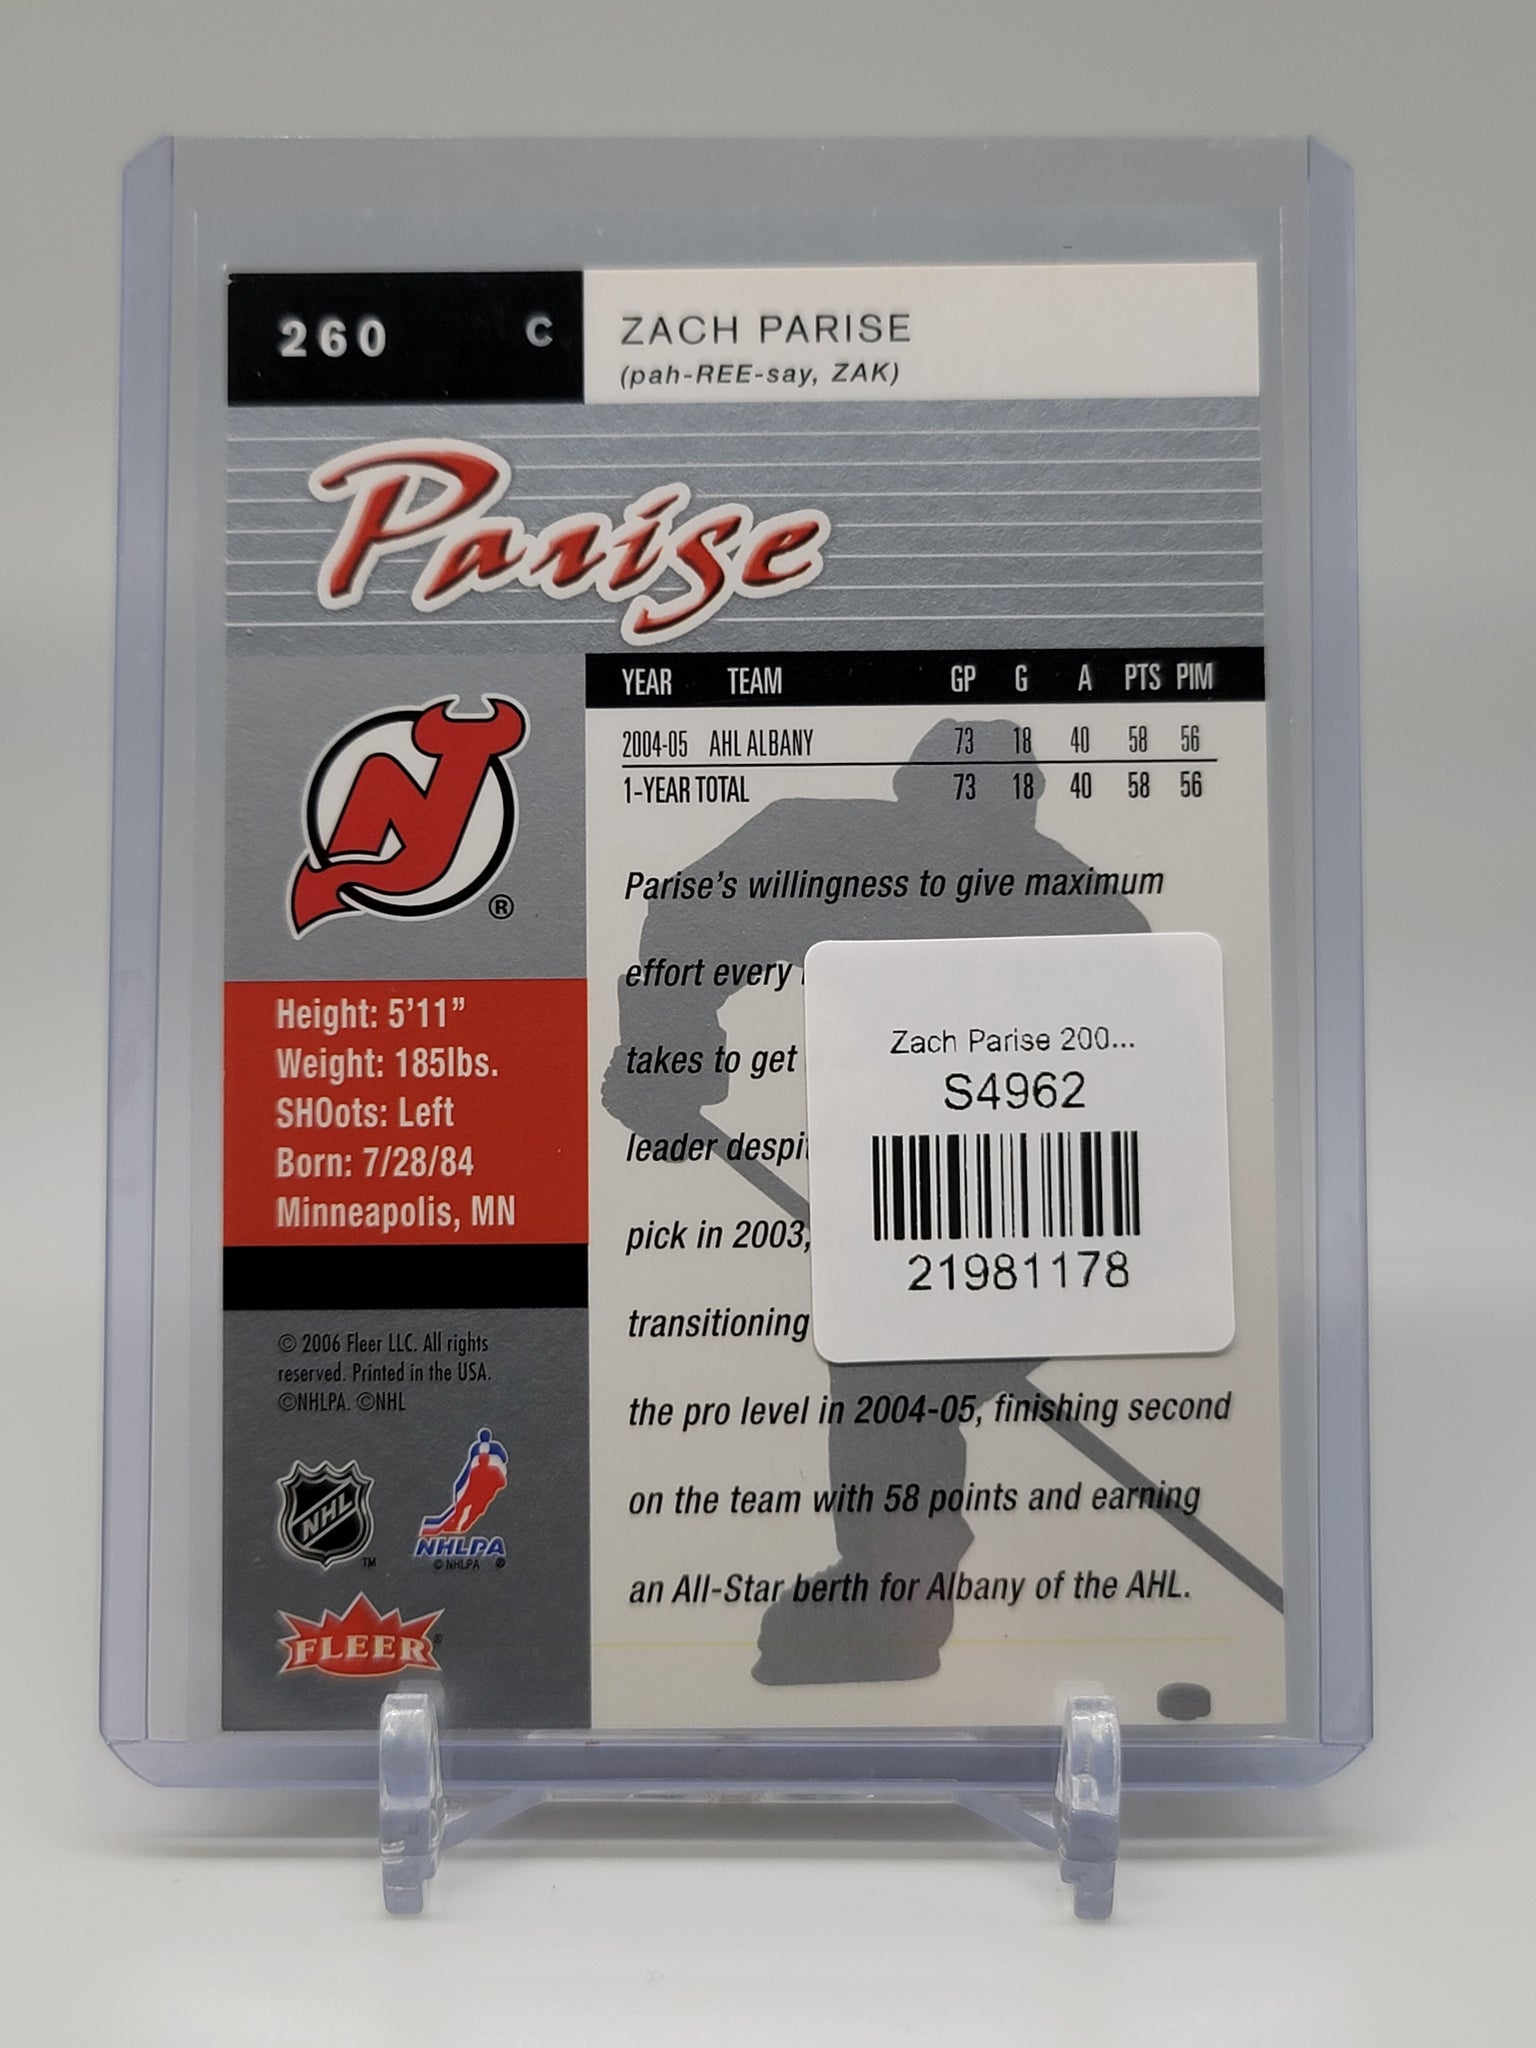 260 C ZACH PARISE
(pah-REE-say, ZAK)
Parise
YEAR TEAM GP G A PTS PIM
2004-05 AHL ALBANY 73 18 40 58 56
1-YEAR TOTAL 73 18 40 58 56
NJ ®
Height: 5'11”
Weight: 185lbs.
SHOots: Left
Born: 7/28/84
Minneapolis, MN
© 2006 Fleer LLC. All rights
reserved. Printed in the USA.
©NHLPA. ©NHL
NHL ™
NHLPA
© NHLPA ®
FLEER ®
Parise’s willingness to give maximum
effort every
takes to get
leader
pick in 2003,
transitioning
the pro level in 2004-05, finishing second
on the team with 58 points and earning
an All-Star berth for Albany of the AHL.
Zach Parise 200...
S4962
21981178